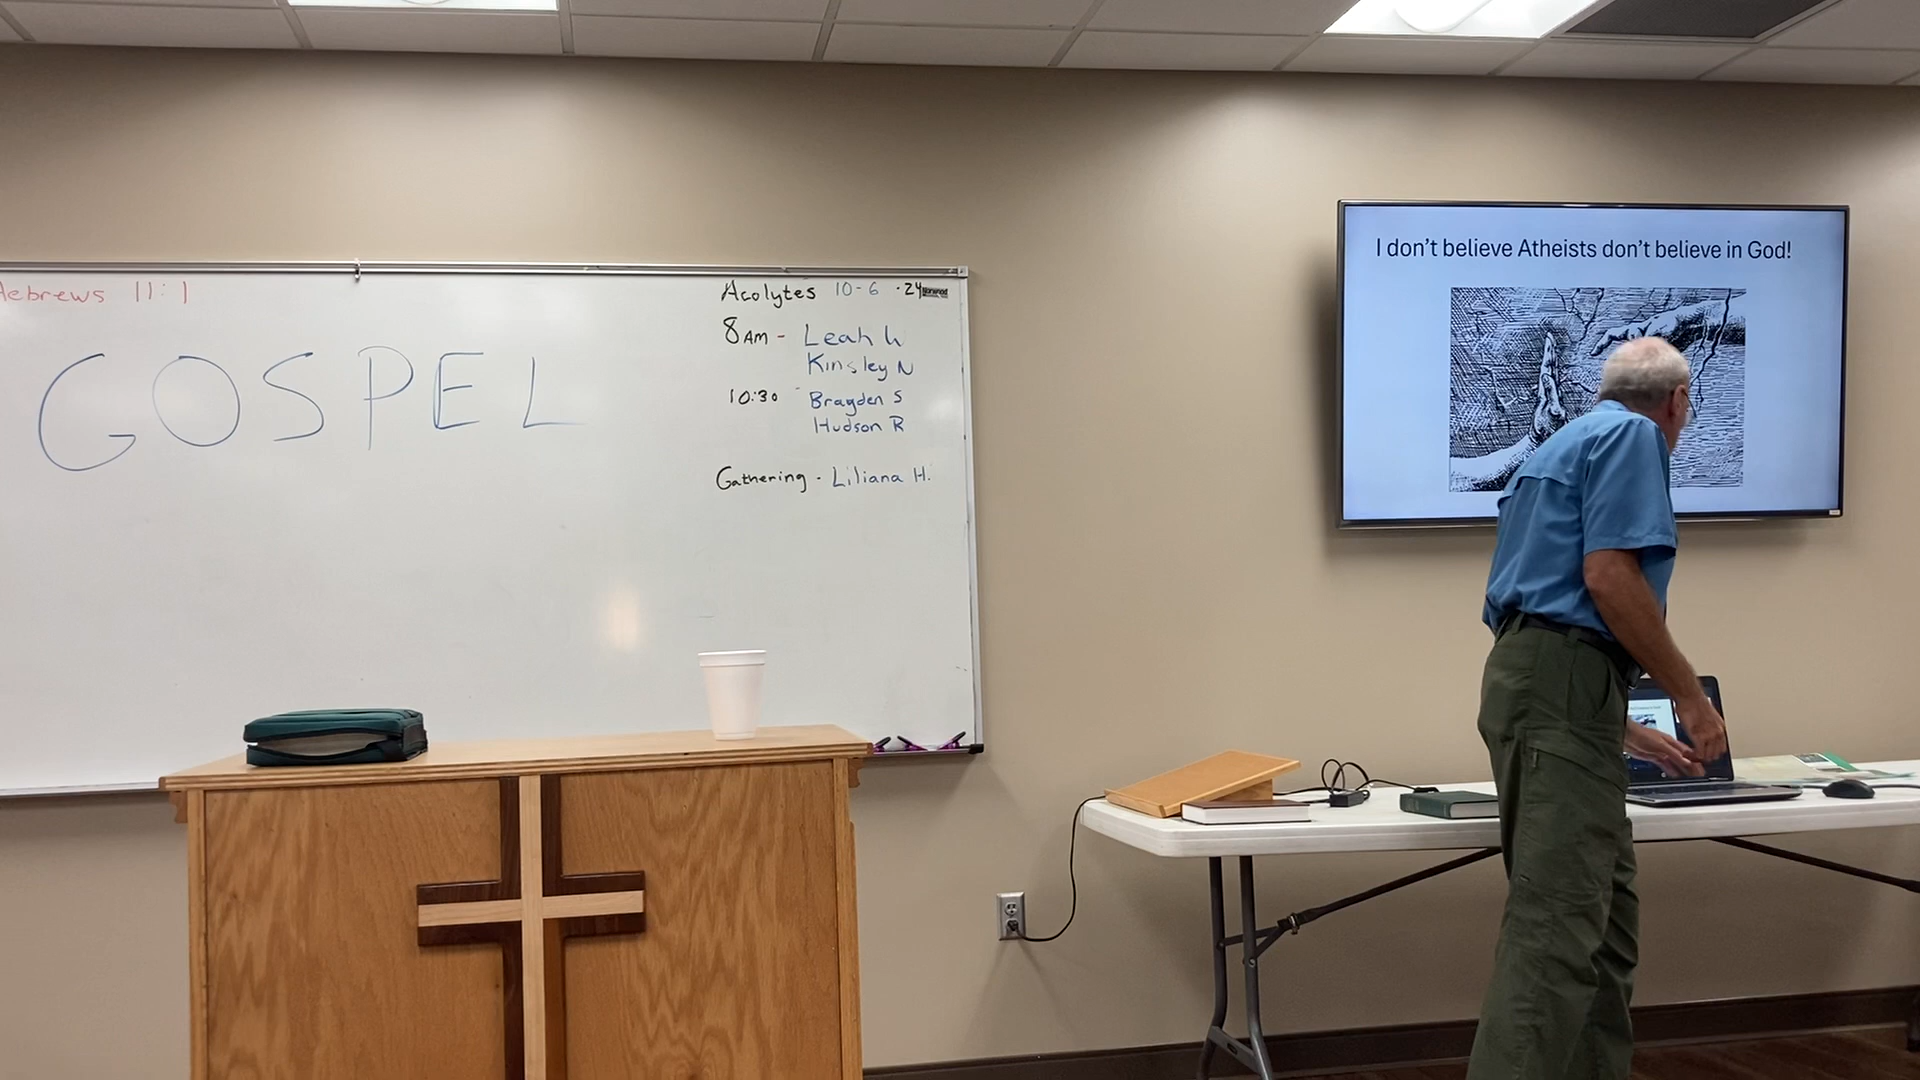 Hebrews 11:1
GOSPEL
Acolytes 10-6 .24
8AM - Leah W
Kinsley N
10:30 - Brayden S
Hudson R
Gathering - Liliana H.
I don't believe Atheists don't believe in God!